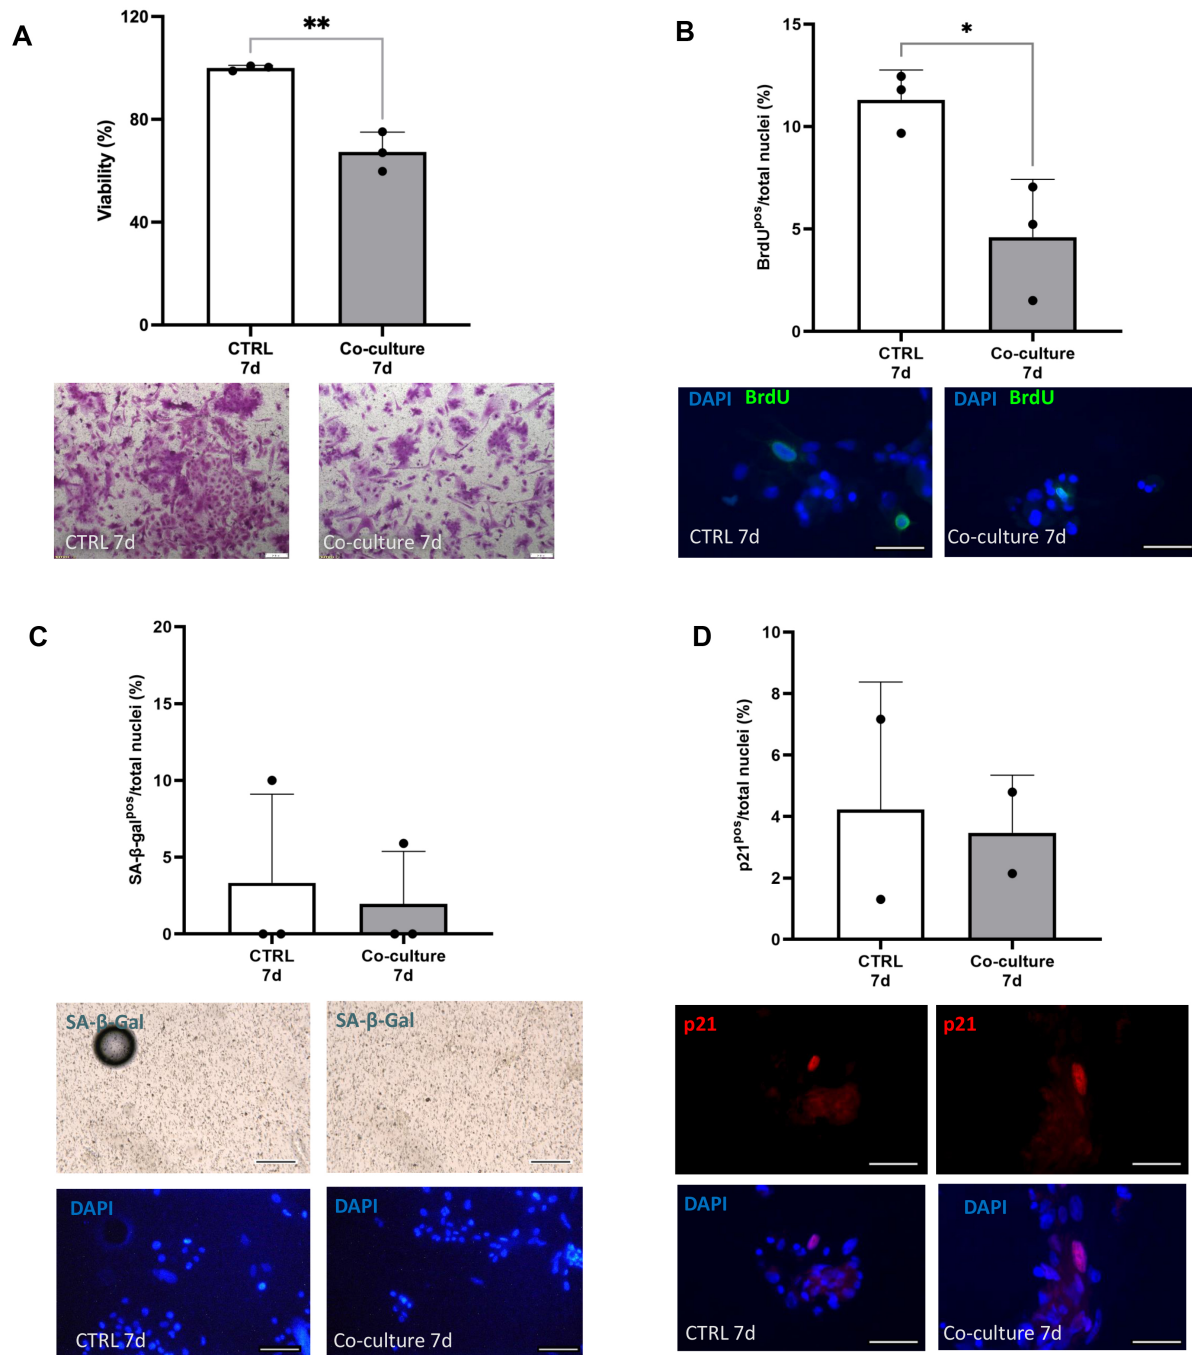 A
120
80
40
0
Viability (%)
**
CTRL
7d
Co-culture
7d
CTRL 7d
Co-culture 7d
B
15
10
5
0
BrdUpos/total nuclei (%)
*
CTRL
7d
Co-culture
7d
DAPI BrdU
CTRL 7d
DAPI BrdU
Co-culture 7d
C
20
15
10
5
0
SA-β-galpos/total nuclei (%)
CTRL
7d
Co-culture
7d
SA-β-Gal
SA-β-Gal
DAPI
CTRL 7d
DAPI
Co-culture 7d
D
10
8
6
4
2
0
p21pos/total nuclei (%)
CTRL
7d
Co-culture
7d
p21
p21
DAPI
CTRL 7d
DAPI
Co-culture 7d